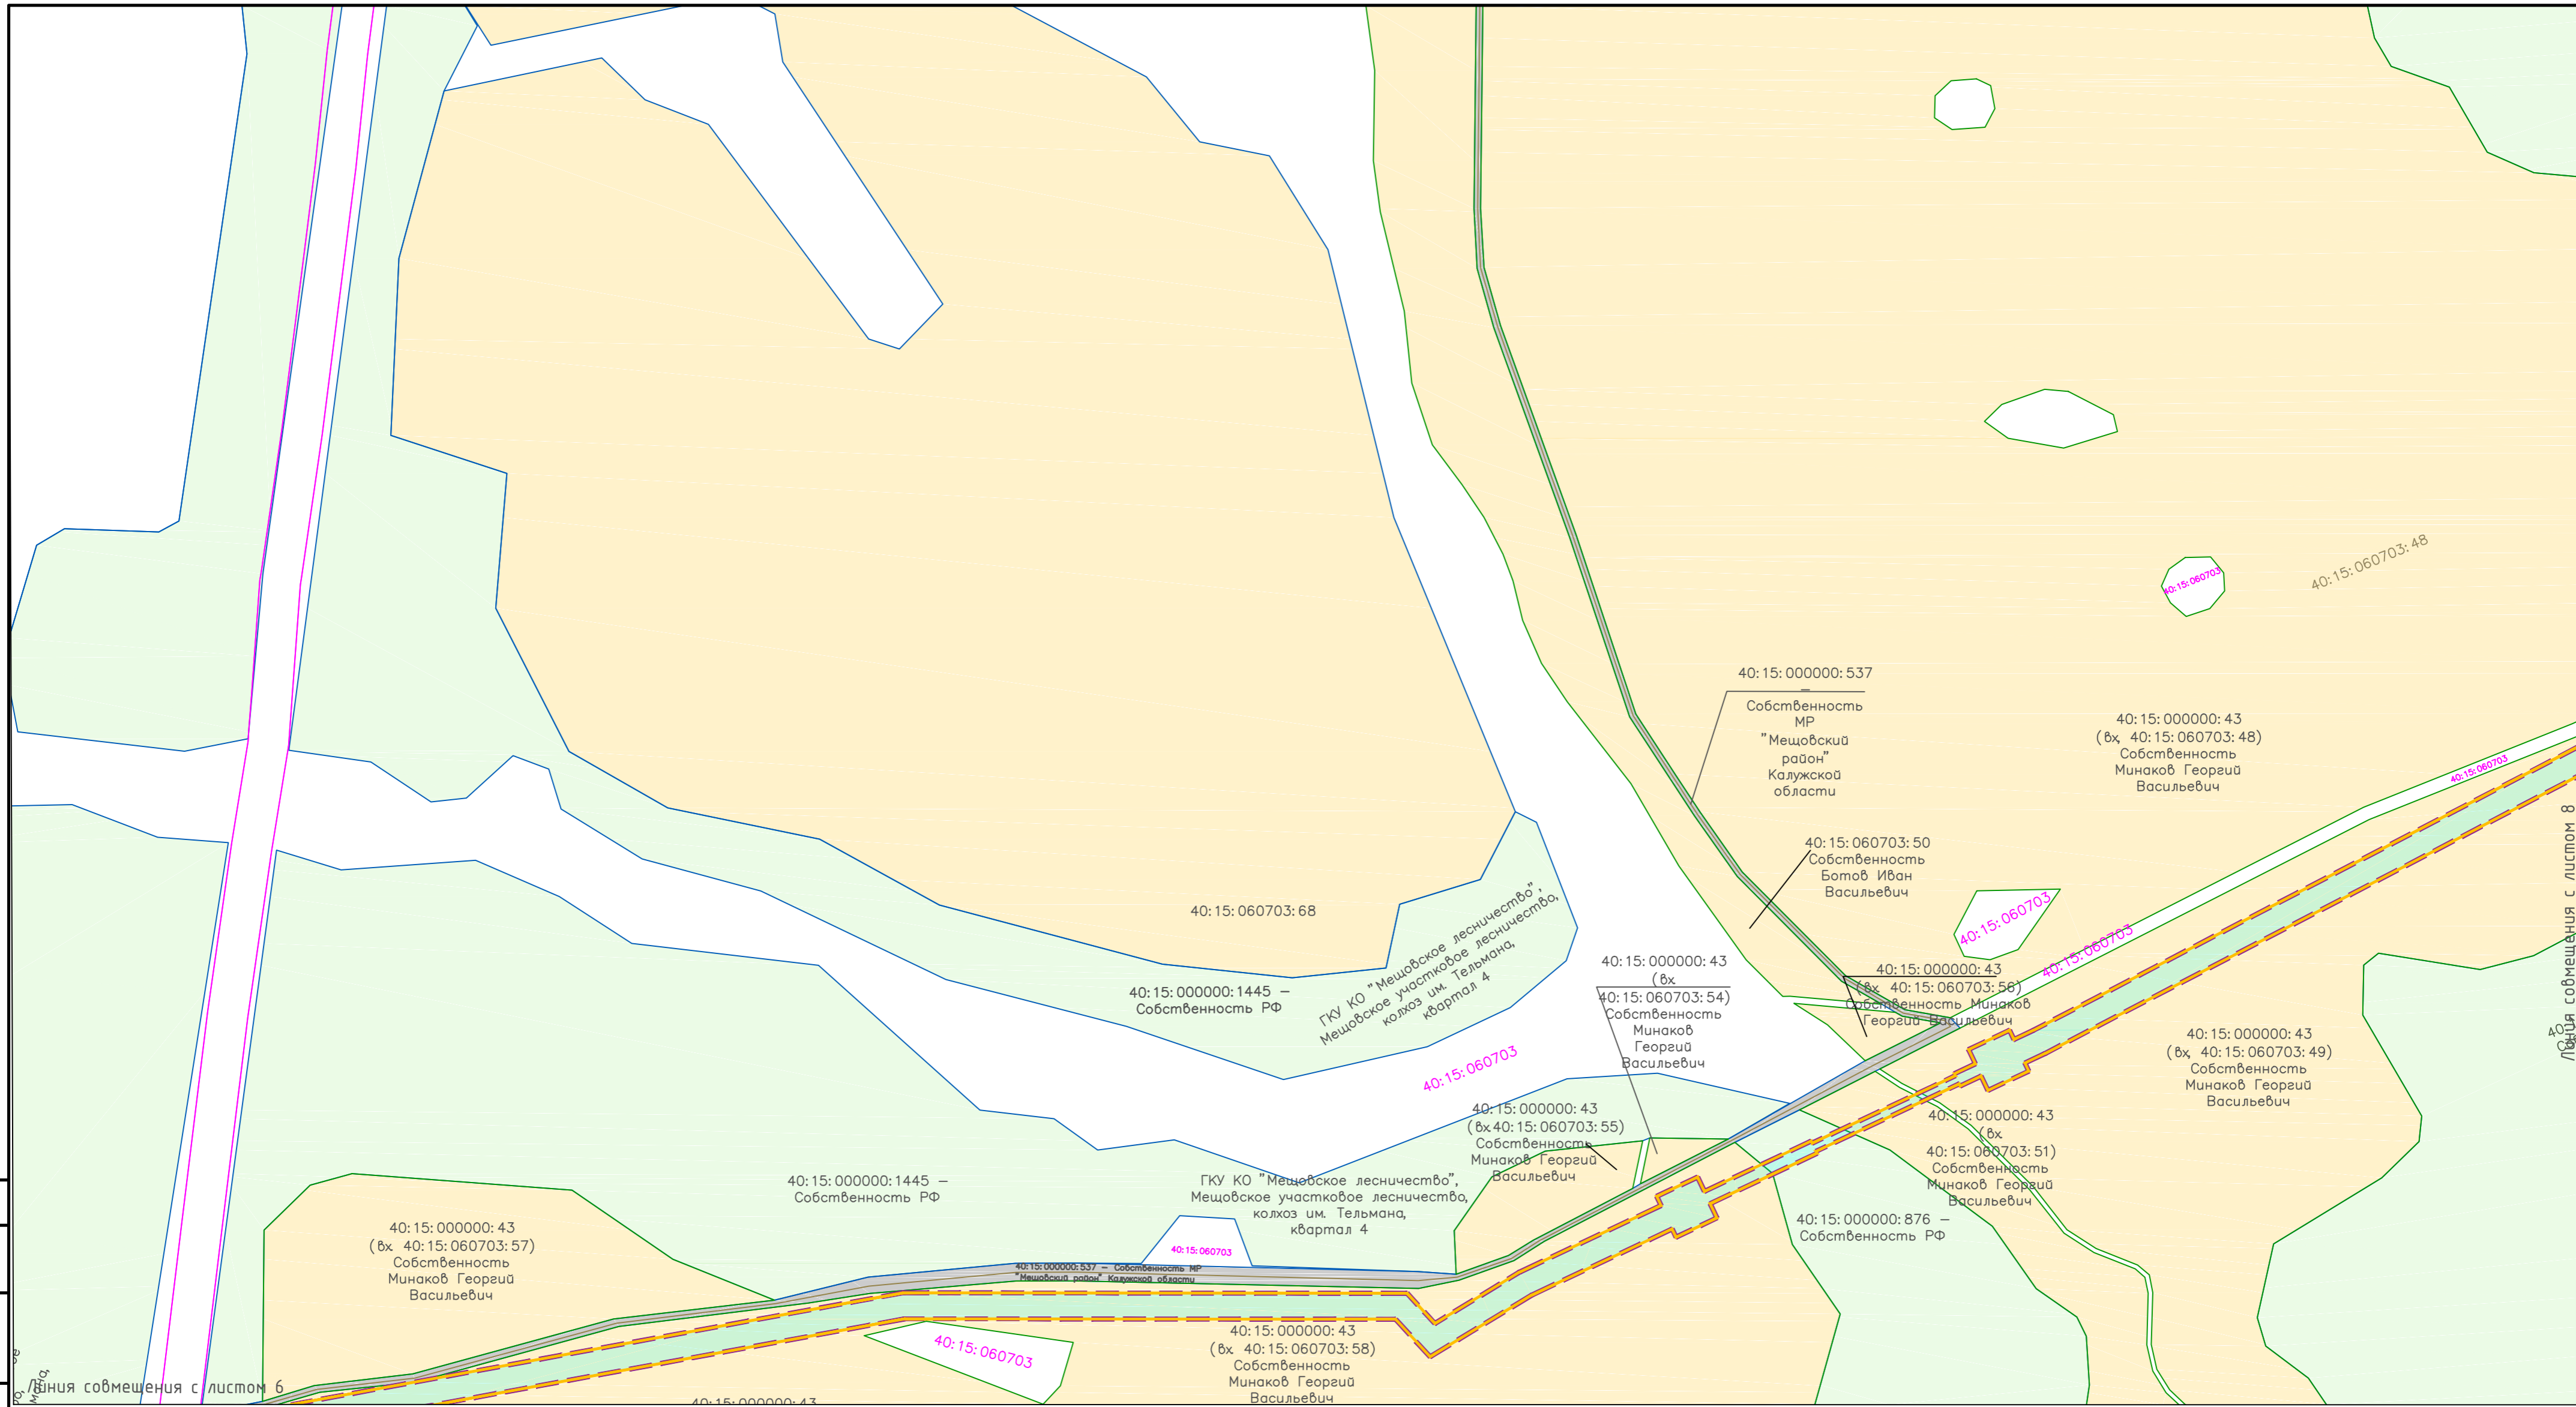 40:15:060703
40:15:060703:48
40:15:000000:537
–
Собственность
МР
"Мещовский
район"
Калужской
области
40:15:000000:43
(вх. 40:15:060703:48)
Собственность
Минаков Георгий
Васильевич
40:15:060703
Линия совмещения с листом 8
40:15:060703:50
Собственность
Ботов Иван
Васильевич
40:15:060703:68
ГКУ КО "Мещовское лесничество",
Мещовское участковое лесничество,
колхоз им. Тельмана,
квартал 4
40:15:060703
40:15:060703
40:15:000000:43
(вх.
40:15:060703:54)
Собственность
Минаков
Георгий
Васильевич
40:15:000000:43
(вх. 40:15:060703:56)
Собственность Минаков
Георгий Васильевич
40:15:000000:1445 –
Собственность РФ
40:15:060703
40:15:000000:43
(вх. 40:15:060703:49)
Собственность
Минаков Георгий
Васильевич
40:15:000000:43
(вх.40:15:060703:55)
Собственность
Минаков Георгий
Васильевич
40:15:000000:43
(вх.
40:15:060703:51)
Собственность
Минаков Георгий
Васильевич
40:15:000000:1445 –
Собственность РФ
ГКУ КО "Мещовское лесничество",
Мещовское участковое лесничество,
колхоз им. Тельмана,
квартал 4
40:15:000000:876 –
Собственность РФ
40:15:000000:43
(вх. 40:15:060703:57)
Собственность
Минаков Георгий
Васильевич
40:15:060703
40:15:000000:537 – Собственность МР
"Мещовский район" Калужской области
40:15:060703
40:15:000000:43
(вх. 40:15:060703:58)
Собственность
Минаков Георгий
Васильевич
Линия совмещения с листом 6
40:15:000000:43